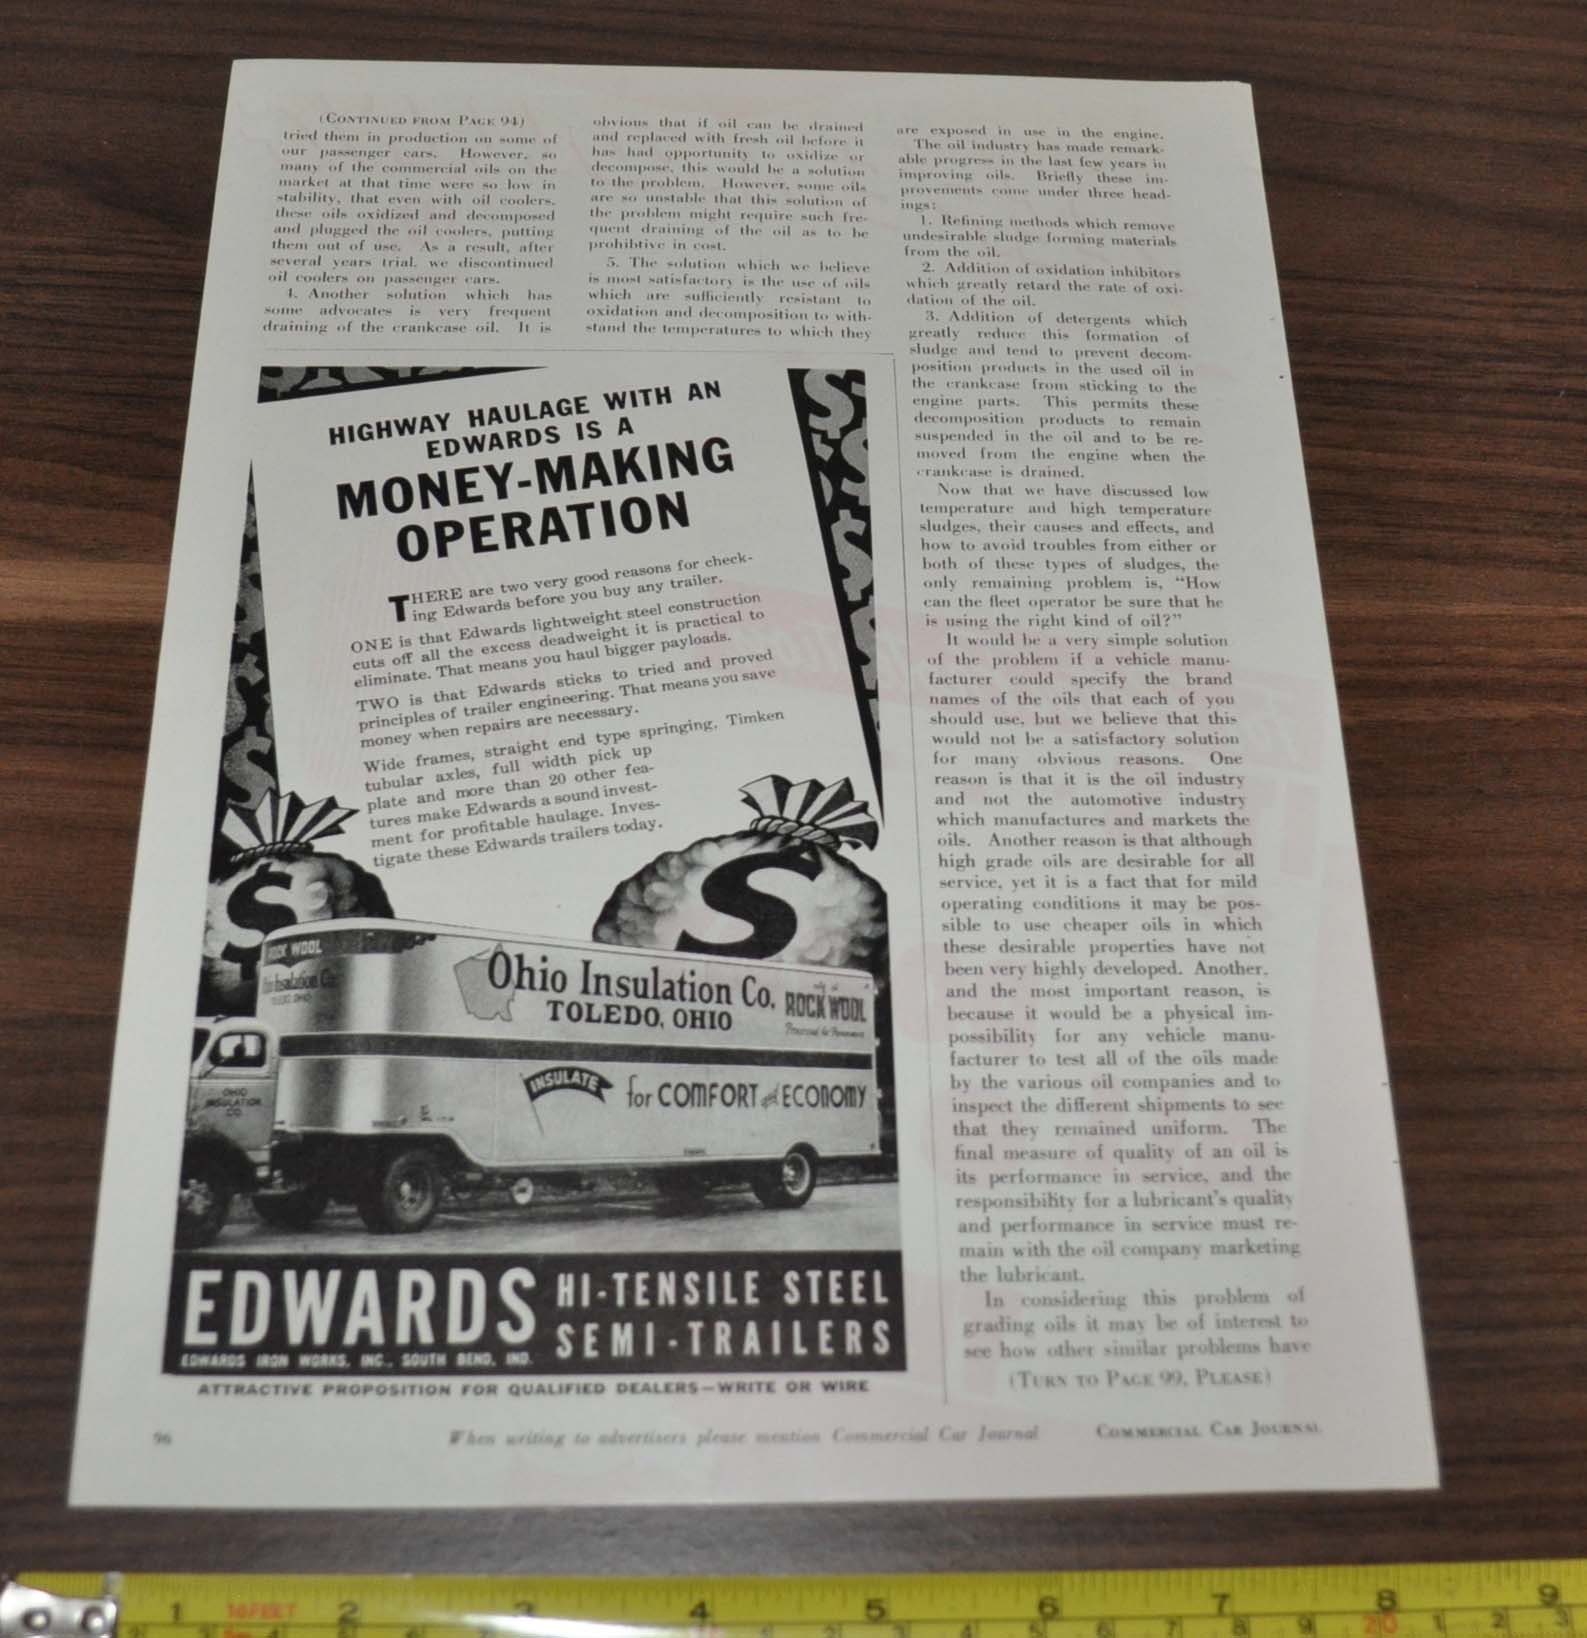 (CONTINUED FROM PAGE 94)
tried them in production on some of
our passenger cars. However, so
many of the commercial oils on the
market at that time were so low in
stability, that even with oil coolers,
these oils oxidized and decomposed
and plugged the oil coolers, putting
them out of use. As a result, after
several years trial, we discontinued
oil coolers on passenger cars.
4. Another solution which has
some advocates is very frequent
draining of the crankcase oil. It is
obvious that if oil can be drained
and replaced with fresh oil before it
has had opportunity to oxidize or
decompose, this would be a solution
to the problem. However, some oils
are so unstable that this solution of
the problem might require such fre-
quent draining of the oil as to be
prohibtive in cost.
5. The solution which we believe
is most satisfactory is the use of oils
which are sufficiently resistant to
oxidation and decomposition to with-
stand the temperatures to which they
are exposed in use in the engine.
The oil industry has made remark-
able progress in the last few years in
improving oils. Briefly these im-
provements come under three head-
ings:
1. Refining methods which remove
undesirable sludge forming materials
from the oil.
2. Addition of oxidation inhibitors
which greatly retard the rate of oxi-
dation of the oil.
3. Addition of detergents which
greatly reduce this formation of
sludge and tend to prevent decom-
position products in the used oil in
the crankcase from sticking to the
engine parts. This permits these
decomposition products to remain
suspended in the oil and to be re-
moved from the engine when the
crankcase is drained.
Now that we have discussed low
temperature and high temperature
sludges, their causes and effects, and
how to avoid troubles from either or
both of these types of sludges, the
only remaining problem is, "How
can the fleet operator be sure that he
is using the right kind of oil?"
It would be a very simple solution
of the problem if a vehicle manu-
facturer could specify the brand
names of the oils that each of you
should use, but we believe that this
would not be a satisfactory solution
for many obvious reasons. One
reason is that it is the oil industry
and not the automotive industry
which manufactures and markets the
oils. Another reason is that although
high grade oils are desirable for all
service, yet it is a fact that for mild
operating conditions it may be pos-
sible to use cheaper oils in which
these desirable properties have not
been very highly developed. Another,
and the most important reason, is
because it would be a physical im-
possibility for any vehicle manu-
facturer to test all of the oils made
by the various oil companies and to
inspect the different shipments to see
that they remained uniform. The
final measure of quality of an oil is
its performance in service, and the
responsibility for a lubricant's quality
and performance in service must re-
main with the oil company marketing
the lubricant.
In considering this problem of
grading oils it may be of interest to
see how other similar problems have
(TURN TO PAGE 99, PLEASE)
HIGHWAY HAULAGE WITH AN
EDWARDS IS A
MONEY-MAKING
OPERATION
THERE are two very good reasons for check-
ing Edwards before you buy any trailer.
ONE is that Edwards lightweight steel construction
cuts off all the excess deadweight it is practical to
eliminate. That means you haul bigger payloads.
TWO is that Edwards sticks to tried and proved
principles of trailer engineering. That means you save
money when repairs are necessary.
Wide frames, straight end type springing, Timken
tubular axles, full width pick up
plate and more than 20 other fea-
tures make Edwards a sound invest-
ment for profitable haulage. Inves-
tigate these Edwards trailers today.
$ S
ROCK WOOL
Insulation Co.
TOLEDO OHIO
Ohio Insulation Co.
TOLEDO, OHIO
ROCK WOOL
INSULATE for COMFORT and ECONOMY
OHIO
INSULATION
CO.
EDWARDS HI-TENSILE STEEL
SEMI-TRAILERS
EDWARDS IRON WORKS, INC., SOUTH BEND, IND.
ATTRACTIVE PROPOSITION FOR QUALIFIED DEALERS—WRITE OR WIRE
96
When writing to advertisers please mention Commercial Car Journal
COMMERCIAL CAR JOURNAL
1 16FEET 2 3 4 5 6 7 8 9
20 1 2 3